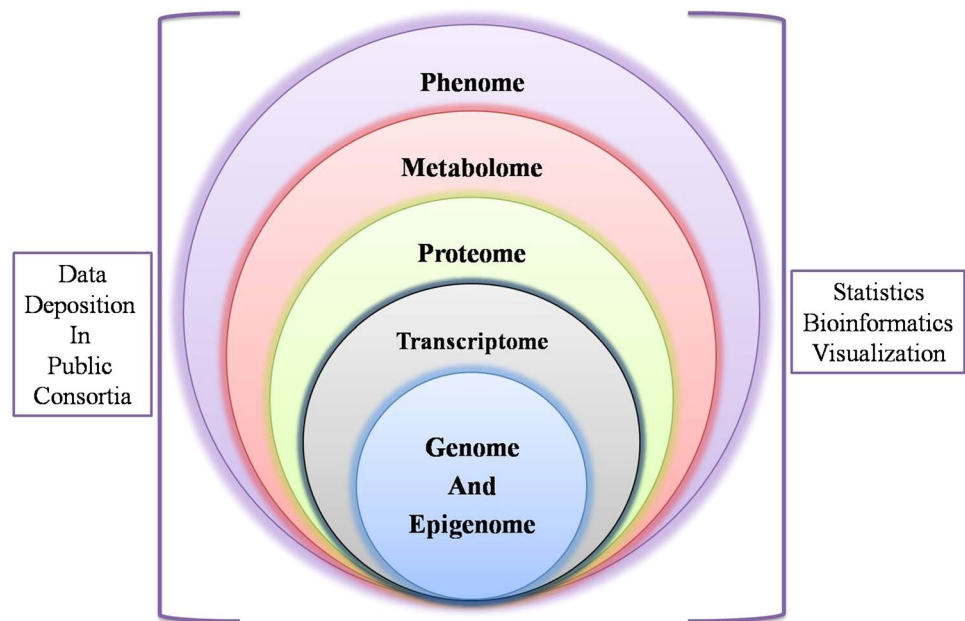 Phenome
Metabolome
Proteome
Transcriptome
Genome
And
Epigenome
Data
Deposition
In
Public
Consortia
Statistics
Bioinformatics
Visualization